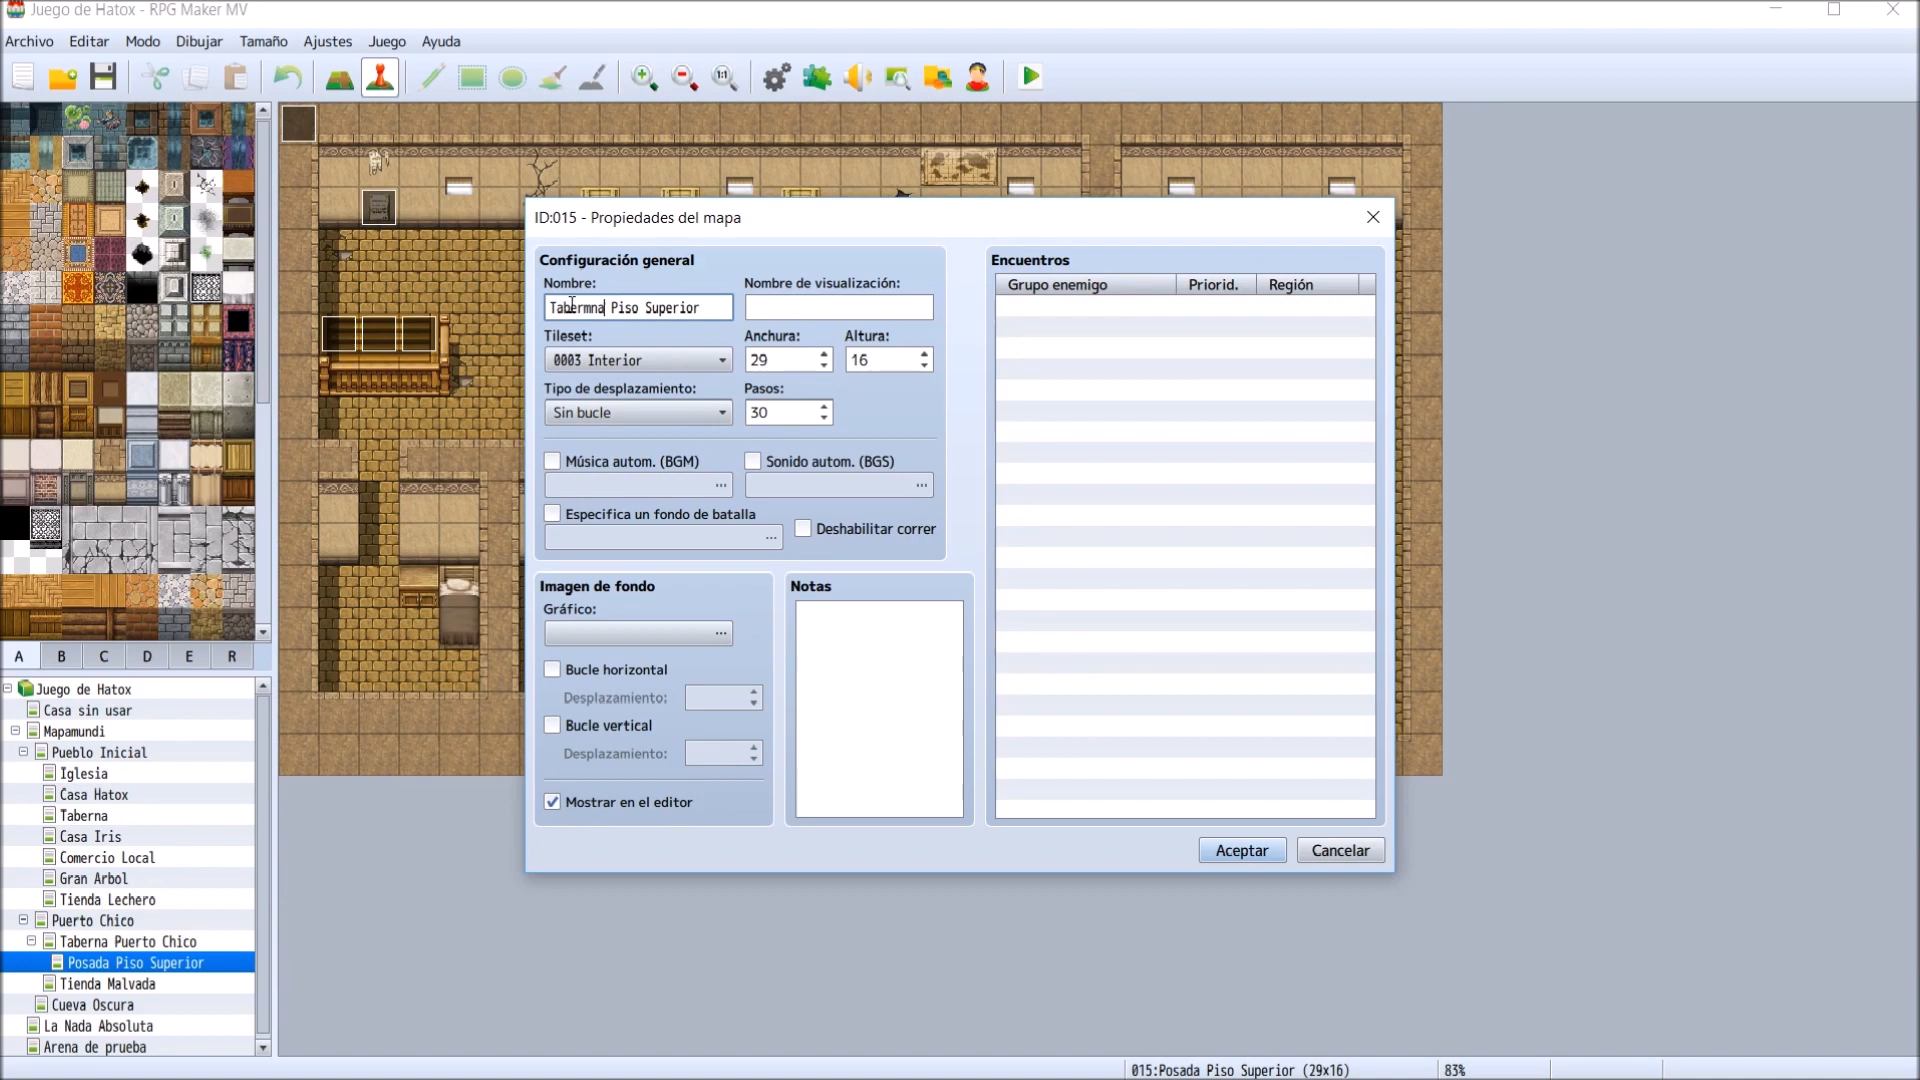 Juego de Hatox - RPG Maker MV
Archivo Editar Modo Dibujar Tamaño Ajustes Juego Ayuda
1:1
ID:015 - Propiedades del mapa
Configuración general
Nombre: Nombre de visualización:
Tabermna Piso Superior
Tileset: Anchura: Altura:
0003 Interior 29 16
Tipo de desplazamiento: Pasos:
Sin bucle 30
Música autom. (BGM) Sonido autom. (BGS)
... ...
Especifica un fondo de batalla
Deshabilitar correr
...
Imagen de fondo
Gráfico:
...
Bucle horizontal
Desplazamiento:
Bucle vertical
Desplazamiento:
Mostrar en el editor
Notas
Encuentros
Grupo enemigo Priorid. Región
Aceptar Cancelar
A B C D E R
Juego de Hatox
Casa sin usar
Mapamundi
Pueblo Inicial
Iglesia
Casa Hatox
Taberna
Casa Iris
Comercio Local
Gran Arbol
Tienda Lechero
Puerto Chico
Taberna Puerto Chico
Posada Piso Superior
Tienda Malvada
Cueva Oscura
La Nada Absoluta
Arena de prueba
015:Posada Piso Superior (29x16) 83%